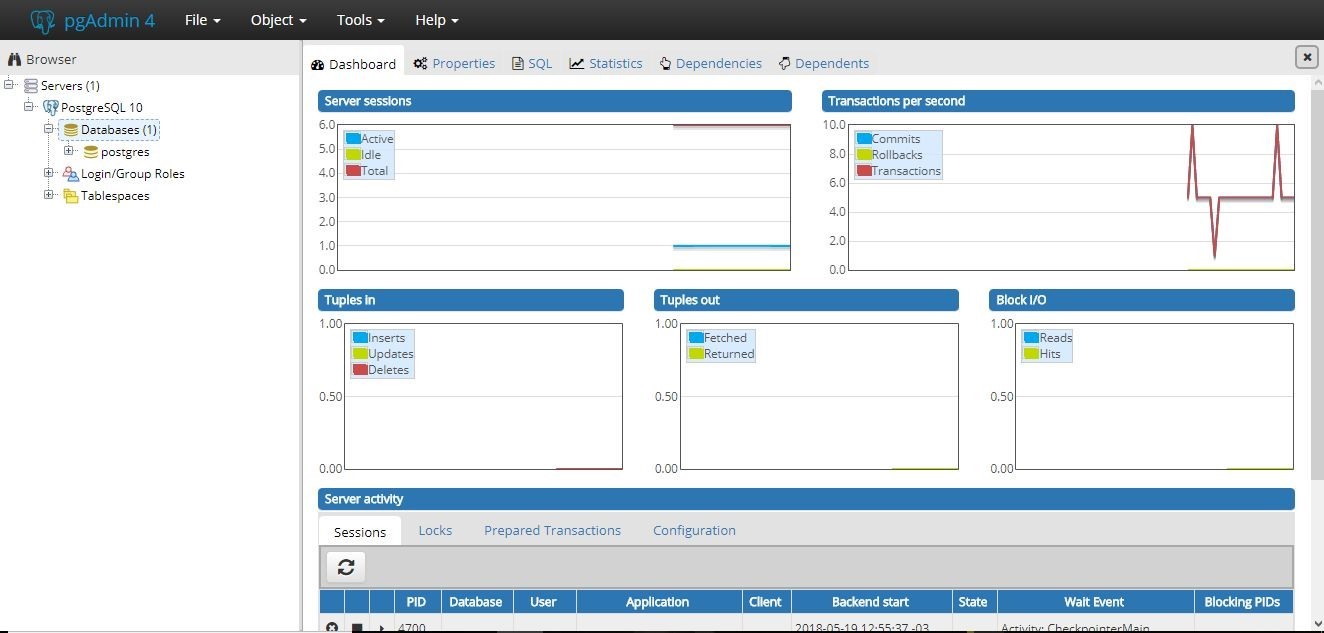 pgAdmin 4 File Object Tools Help
Browser
Servers (1)
PostgreSQL 10
Databases (1)
postgres
Login/Group Roles
Tablespaces
Dashboard Properties SQL Statistics Dependencies Dependents
Server sessions
6.0
5.0
4.0
3.0
2.0
1.0
0.0
Active
Idle
Total
Transactions per second
10.0
8.0
6.0
4.0
2.0
0.0
Commits
Rollbacks
Transactions
Tuples in
1.00
0.50
0.00
Inserts
Updates
Deletes
Tuples out
1.00
0.50
0.00
Fetched
Returned
Block I/O
1.00
0.50
0.00
Reads
Hits
Server activity
Sessions Locks Prepared Transactions Configuration
PID Database User Application Client Backend start State Wait Event Blocking PIDs
4700 2018-05-19 12:55:37 -03 Activity: CheckpointerMain